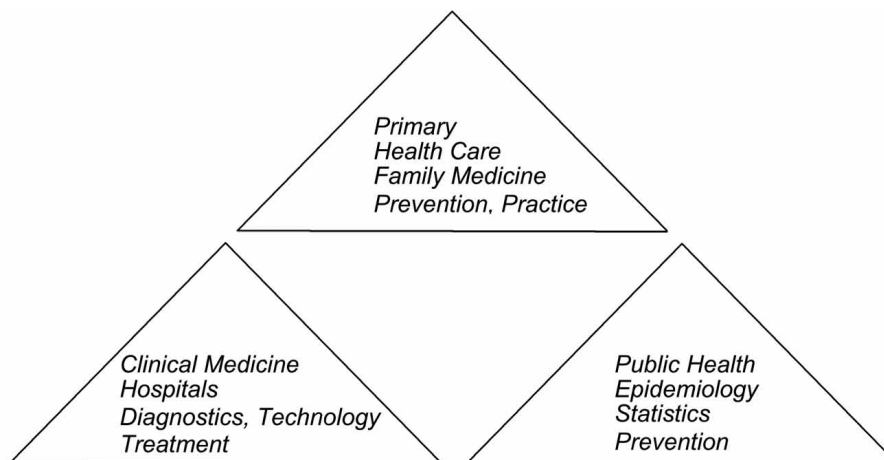 Primary
Health Care
Family Medicine
Prevention, Practice
Clinical Medicine
Hospitals
Diagnostics, Technology
Treatment
Public Health
Epidemiology
Statistics
Prevention